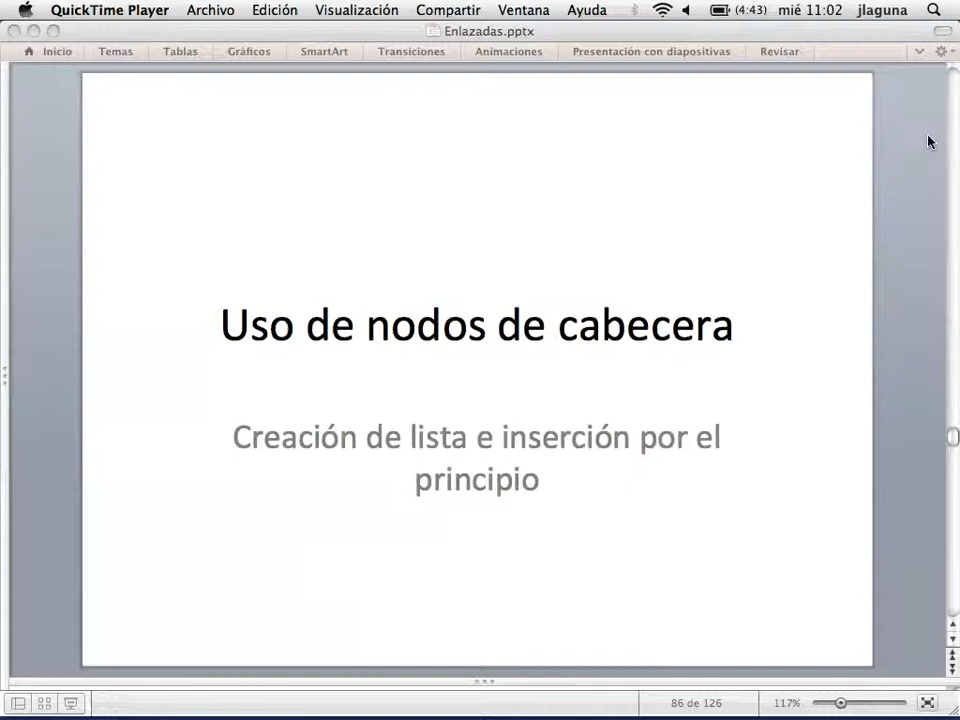 QuickTime Player Archivo Edición Visualización Compartir Ventana Ayuda (4:43) mié 11:02 jlaguna
Enlazadas.pptx
Inicio Temas Tablas Gráficos SmartArt Transiciones Animaciones Presentación con diapositivas Revisar
Uso de nodos de cabecera
Creación de lista e inserción por el
principio
86 de 126 117%